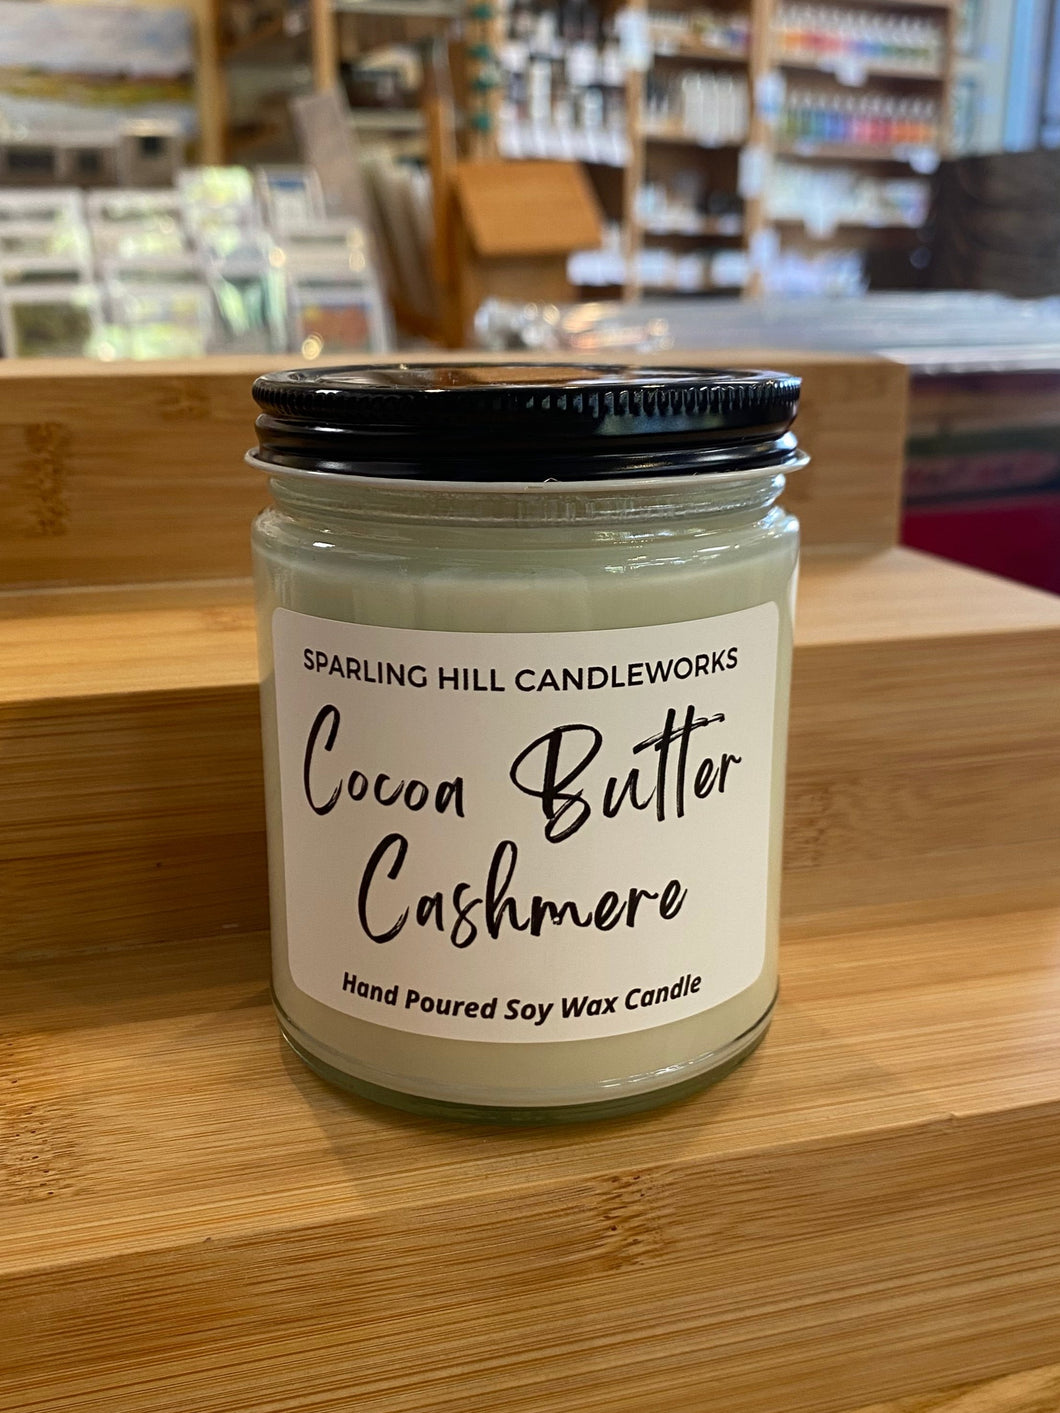 SPARLING HILL CANDLEWORKS
Cocoa Butter
Cashmere
Hand Poured Soy Wax Candle